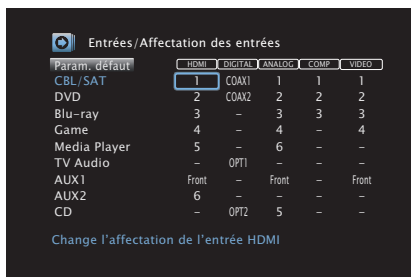 Entrées/Affectation des entrées
Param. défaut HDMI DIGITAL ANALOG COMP VIDEO
CBL/SAT 1 COAX1 1 1 1
DVD 2 COAX2 2 2 2
Blu-ray 3 – 3 3 3
Game 4 – 4 – 4
Media Player 5 – 6 – –
TV Audio – OPT1 – – –
AUX1 Front – Front – Front
AUX2 6 – – – –
CD – OPT2 5 – –
Change l'affectation de l'entrée HDMI